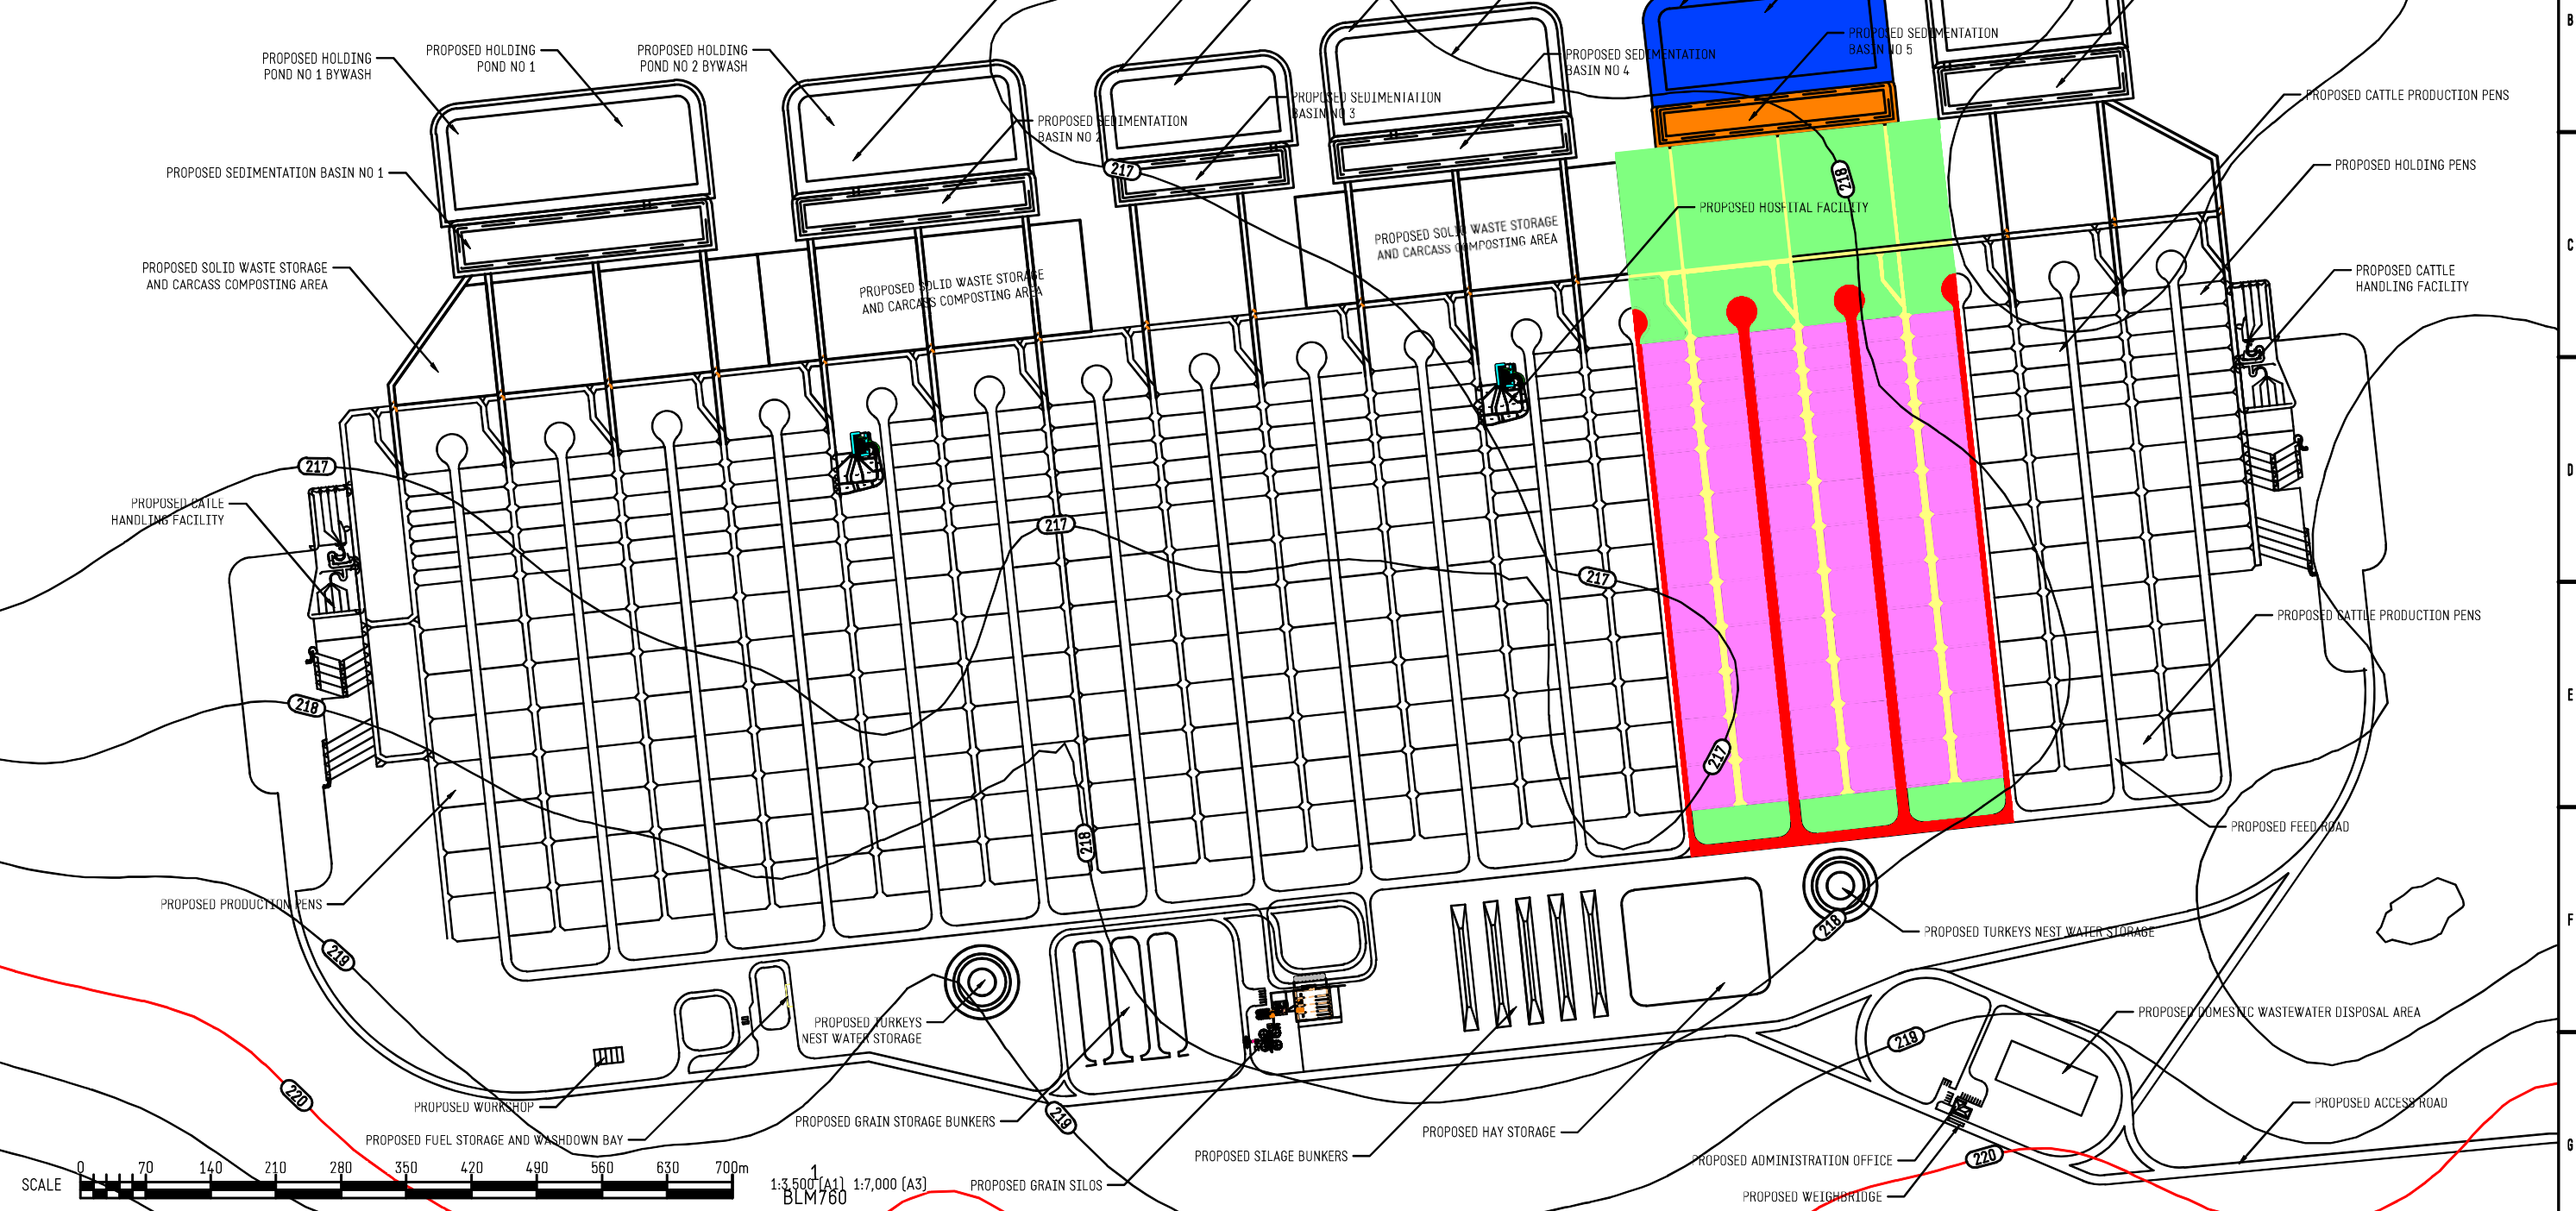 B
PROPOSED HOLDING
POND NO 1 BYWASH
PROPOSED HOLDING
POND NO 1
PROPOSED HOLDING
POND NO 2 BYWASH
PROPOSED SEDIMENTATION
BASIN NO 5
PROPOSED SEDIMENTATION
BASIN NO 4
PROPOSED SEDIMENTATION
BASIN NO 3
PROPOSED SEDIMENTATION
BASIN NO 2
PROPOSED CATTLE PRODUCTION PENS
PROPOSED SEDIMENTATION BASIN NO 1
217
218
PROPOSED HOLDING PENS
PROPOSED HOSPITAL FACILITY
PROPOSED SOLID WASTE STORAGE
AND CARCASS COMPOSTING AREA
C
PROPOSED SOLID WASTE STORAGE
AND CARCASS COMPOSTING AREA
PROPOSED SOLID WASTE STORAGE
AND CARCASS COMPOSTING AREA
PROPOSED CATTLE
HANDLING FACILITY
217
D
PROPOSED CATLE
HANDLING FACILITY
217
217
PROPOSED CATTLE PRODUCTION PENS
E
218
217
PROPOSED FEED ROAD
218
PROPOSED PRODUCTION PENS
F
218
PROPOSED TURKEYS NEST WATER STORAGE
219
PROPOSED TURKEYS
NEST WATER STORAGE
PROPOSED DOMESTIC WASTEWATER DISPOSAL AREA
219
220
PROPOSED WORKSHOP
219
PROPOSED GRAIN STORAGE BUNKERS
PROPOSED HAY STORAGE
PROPOSED ACCESS ROAD
PROPOSED FUEL STORAGE AND WASHDOWN BAY
G
PROPOSED SILAGE BUNKERS
PROPOSED ADMINISTRATION OFFICE
220
0 70 140 210 280 350 420 490 560 630 700m
SCALE
1
1:3,500 (A1) 1:7,000 (A3)
BLM760
PROPOSED GRAIN SILOS
PROPOSED WEIGHBRIDGE